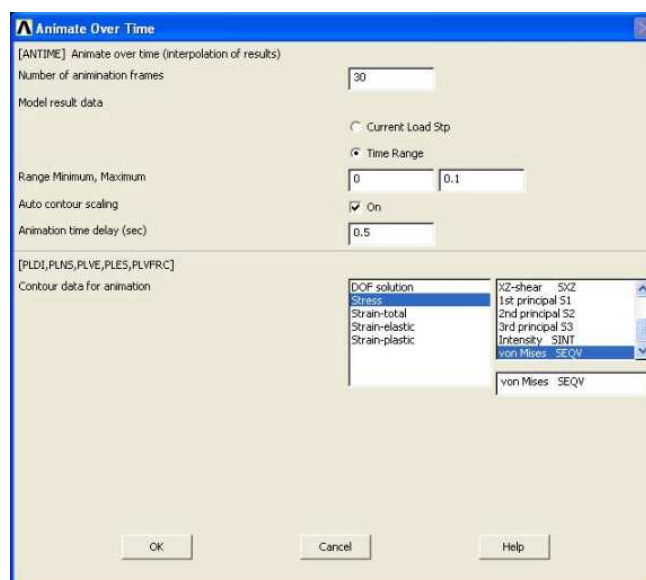 Animate Over Time
[ANTIME] Animate over time (interpolation of results)
Number of animination frames
30
Model result data
Current Load Stp
Time Range
Range Minimum, Maximum
0
0.1
Auto contour scaling
On
Animation time delay (sec)
0.5
[PLDI,PLNS,PLVE,PLES,PLVFRC]
Contour data for animation
DOF solution
Stress
Strain-total
Strain-elastic
Strain-plastic
XZ-shear SXZ
1st principal S1
2nd principal S2
3rd principal S3
Intensity SINT
von Mises SEQV
von Mises SEQV
OK
Cancel
Help